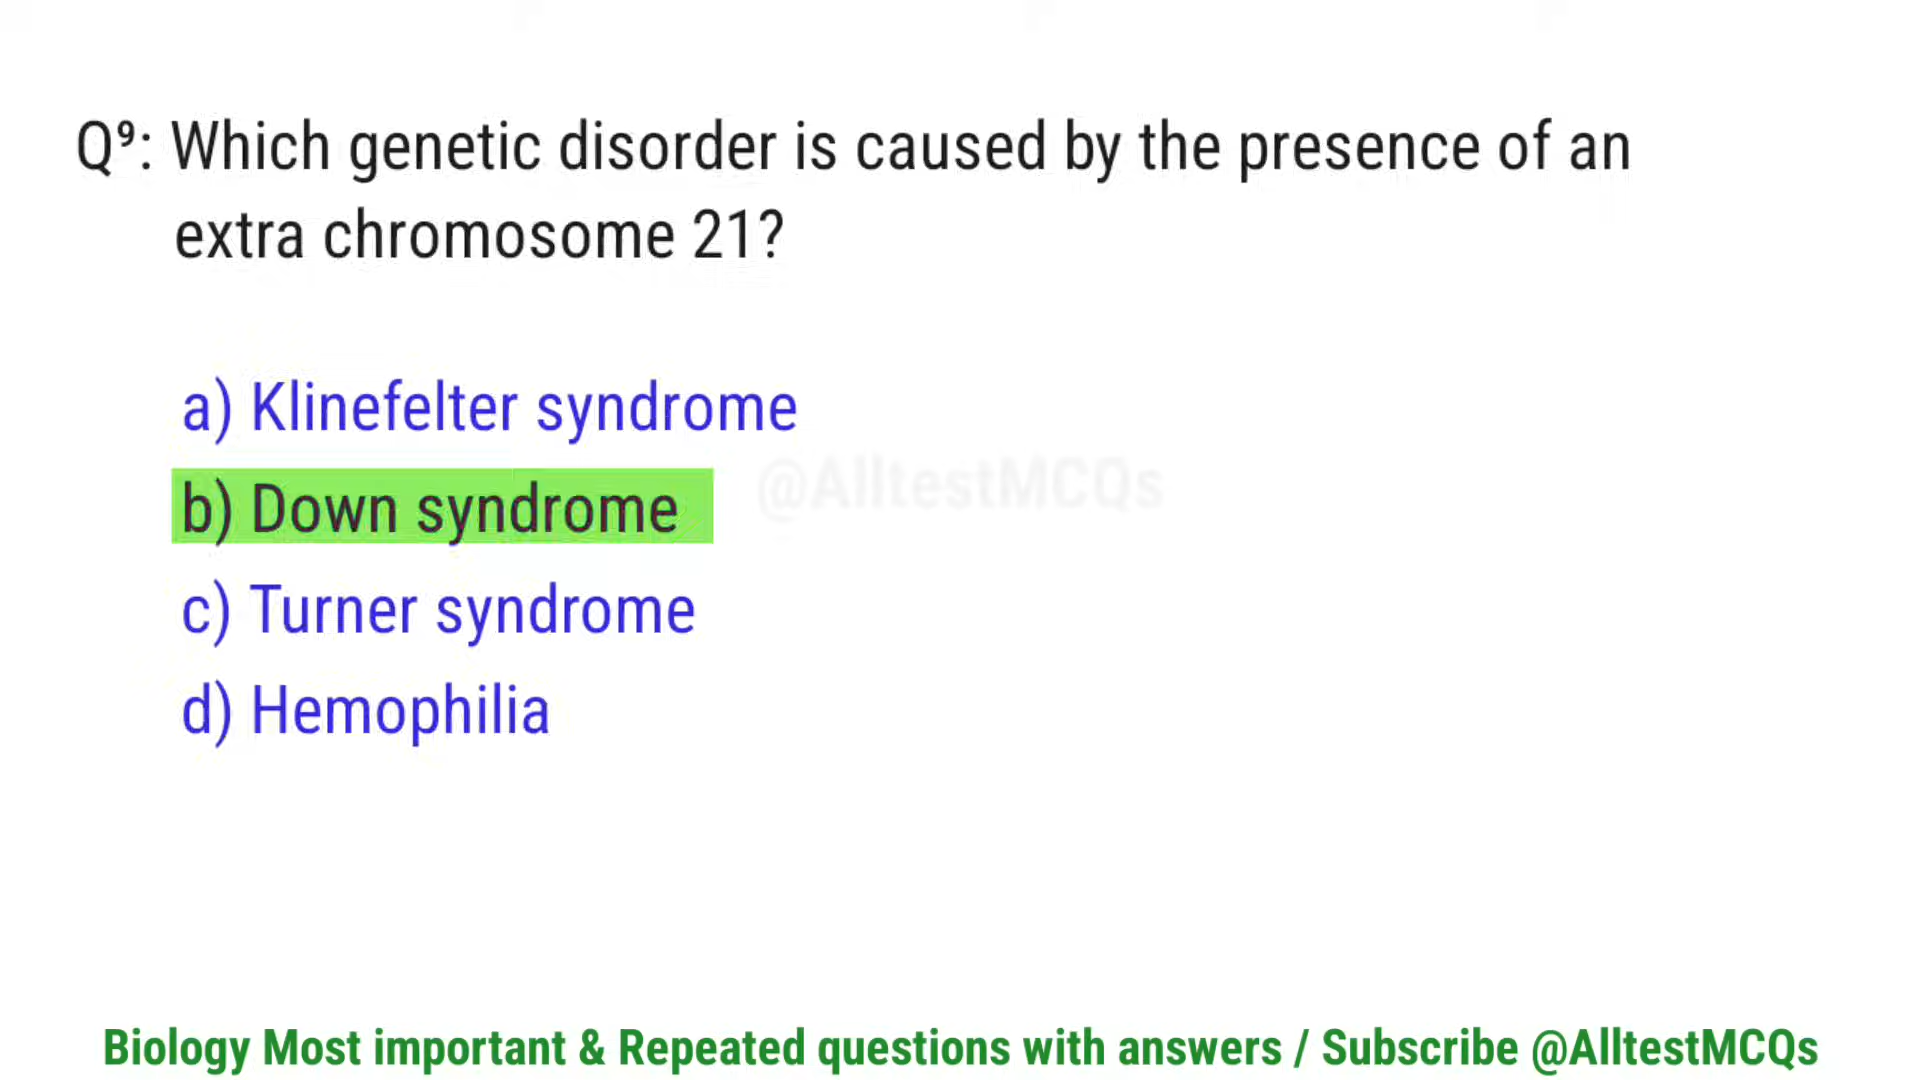 Q⁹: Which genetic disorder is caused by the presence of an
extra chromosome 21?
a) Klinefelter syndrome
b) Down syndrome
@AlltestMCQs
c) Turner syndrome
d) Hemophilia
Biology Most important & Repeated questions with answers / Subscribe @AlltestMCQs